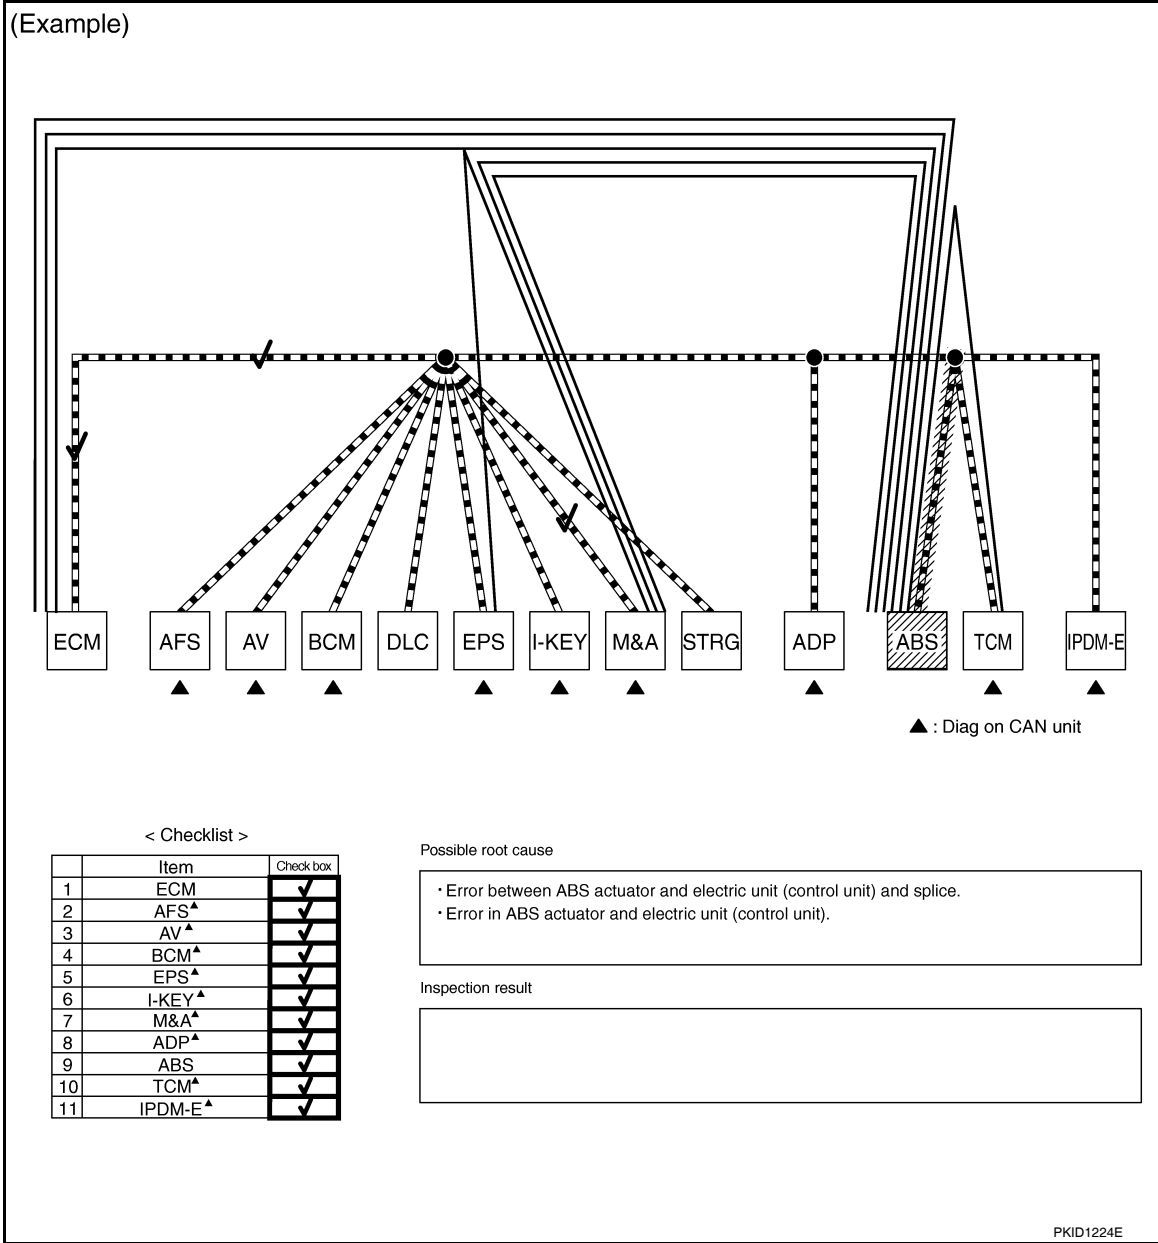 (Example)
ECM AFS AV BCM DLC EPS I-KEY M&A STRG ADP ABS TCM IPDM-E
▲ : Diag on CAN unit
< Checklist >
Item Check box
1 ECM ✓
2 AFS▲ ✓
3 AV▲ ✓
4 BCM▲ ✓
5 EPS▲ ✓
6 I-KEY▲ ✓
7 M&A▲ ✓
8 ADP▲ ✓
9 ABS ✓
10 TCM▲ ✓
11 IPDM-E▲ ✓
Possible root cause
・Error between ABS actuator and electric unit (control unit) and splice.
・Error in ABS actuator and electric unit (control unit).
Inspection result
PKID1224E